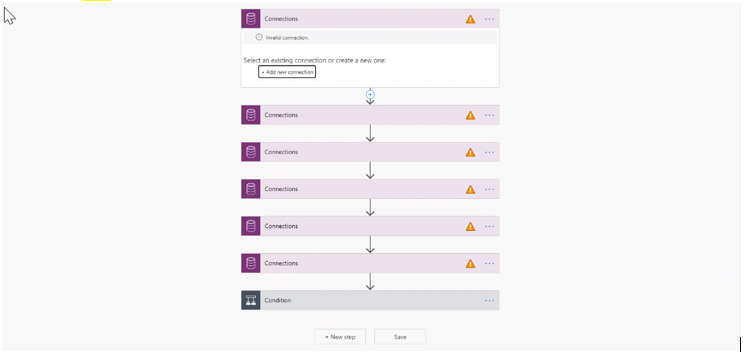 Connections
Invalid connection.
Select an existing connection or create a new one:
+ Add new connection
Connections
Connections
Connections
Connections
Connections
Condition
+ New step
Save